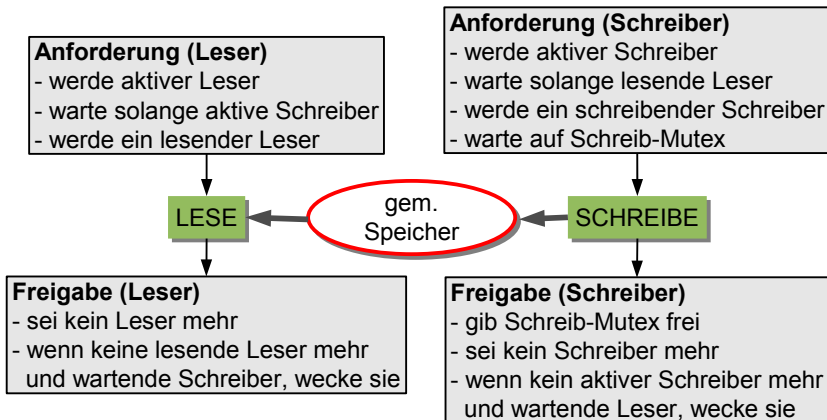 Anforderung (Leser)
- werde aktiver Leser
- warte solange aktive Schreiber
- werde ein lesender Leser
Anforderung (Schreiber)
- werde aktiver Schreiber
- warte solange lesende Leser
- werde ein schreibender Schreiber
- warte auf Schreib-Mutex
LESE
gem.
Speicher
SCHREIBE
Freigabe (Leser)
- sei kein Leser mehr
- wenn keine lesende Leser mehr
und wartende Schreiber, wecke sie
Freigabe (Schreiber)
- gib Schreib-Mutex frei
- sei kein Schreiber mehr
- wenn kein aktiver Schreiber mehr
und wartende Leser, wecke sie